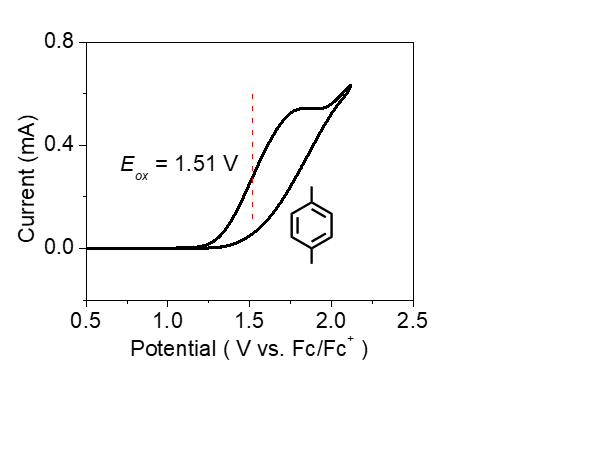 0.8
0.4
0.0
Current (mA)
E_ox = 1.51 V
0.5 1.0 1.5 2.0 2.5
Potential ( V vs. Fc/Fc⁺ )